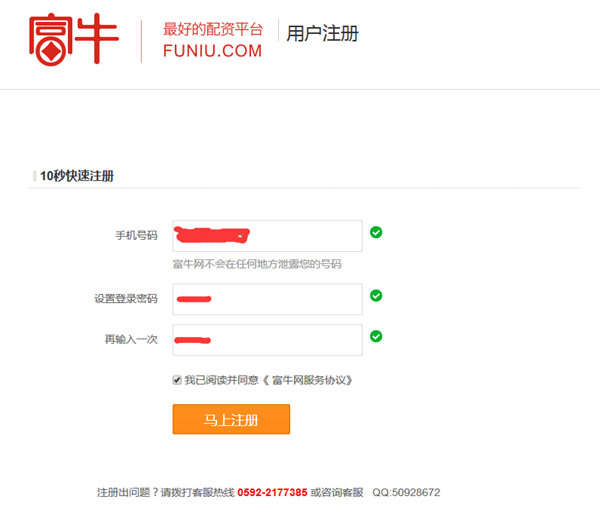 富牛
最好的配资平台
FUNIU.COM
用户注册
10秒快速注册
手机号码
富牛网不会在任何地方泄露您的号码
设置登录密码
再输入一次
我已阅读并同意《 富牛网服务协议》
马上注册
注册出问题？请拨打客服热线 0592-2177385 或咨询客服 QQ:50928672